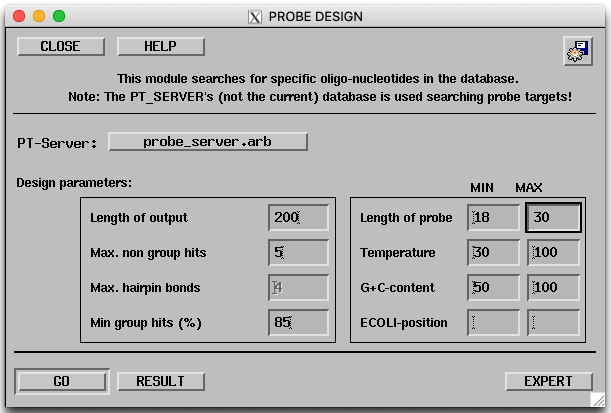 PROBE DESIGN
CLOSE HELP
This module searches for specific oligo-nucleotides in the database.
Note: The PT_SERVER's (not the current) database is used searching probe targets!
PT-Server: probe_server.arb
Design parameters:
MIN MAX
Length of output 200 Length of probe 18 30
Max. non group hits 5 Temperature 30 100
Max. hairpin bonds 4 G+C-content 50 100
Min group hits (%) 85 ECOLI-position
GO RESULT EXPERT